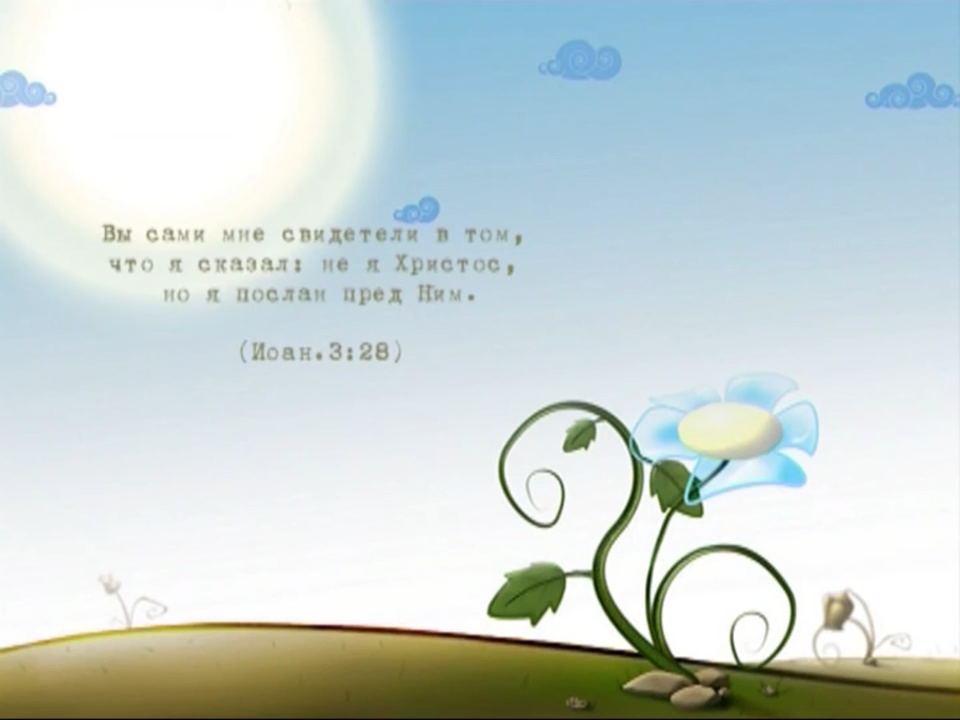 Вы сами мне свидетели в том,
что я сказал: не я Христос,
но я послан пред Ним.
(Иоан.3:28)